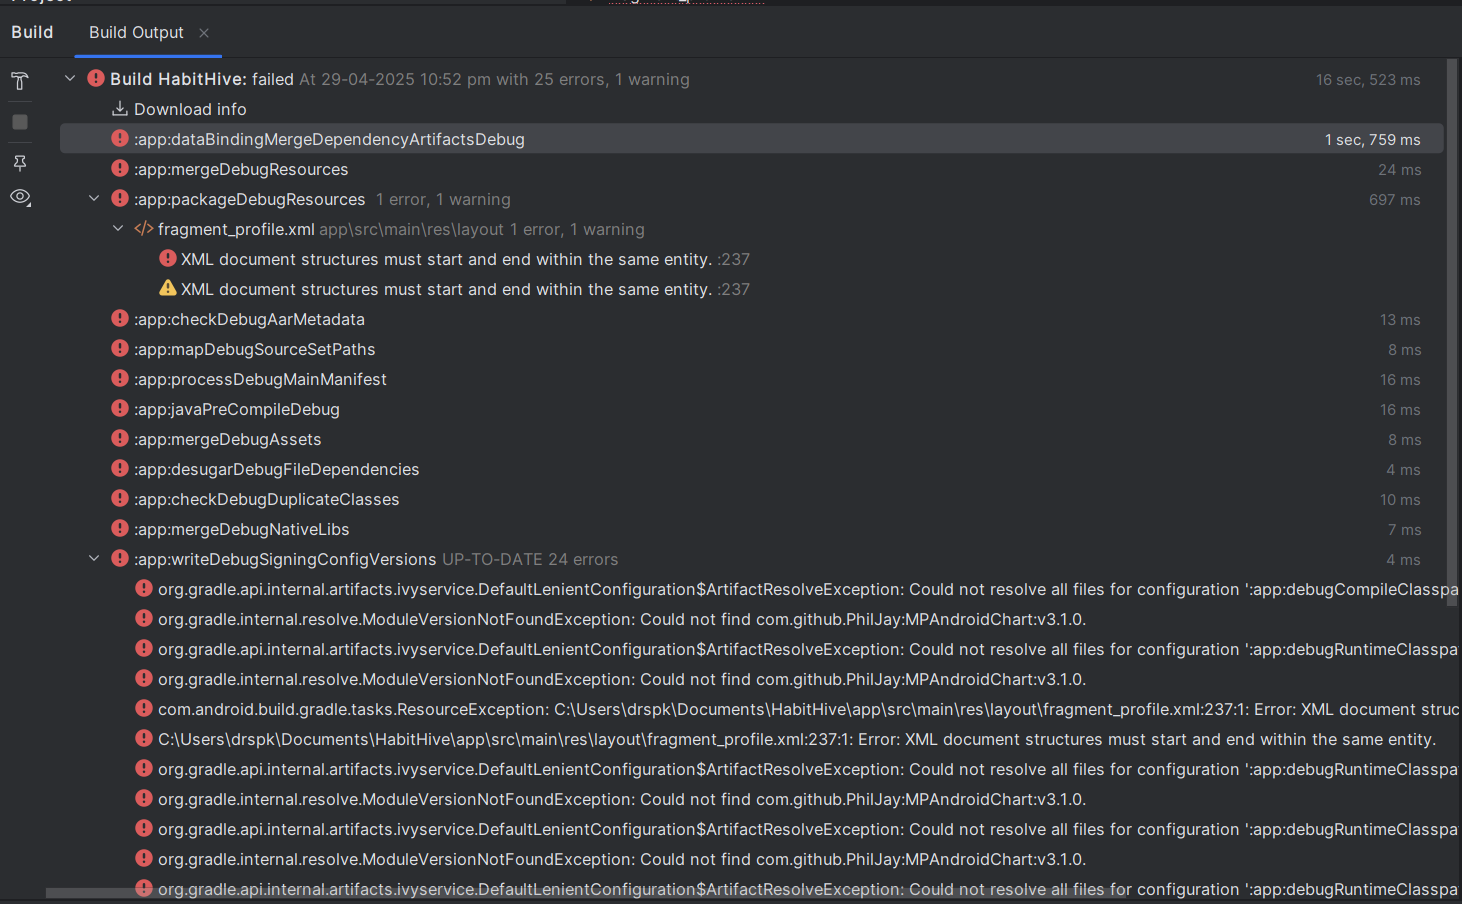 Build Build Output
Build HabitHive: failed At 29-04-2025 10:52 pm with 25 errors, 1 warning 16 sec, 523 ms
Download info
:app:dataBindingMergeDependencyArtifactsDebug 1 sec, 759 ms
:app:mergeDebugResources 24 ms
:app:packageDebugResources 1 error, 1 warning 697 ms
fragment_profile.xml app\src\main\res\layout 1 error, 1 warning
XML document structures must start and end within the same entity. :237
XML document structures must start and end within the same entity. :237
:app:checkDebugAarMetadata 13 ms
:app:mapDebugSourceSetPaths 8 ms
:app:processDebugMainManifest 16 ms
:app:javaPreCompileDebug 16 ms
:app:mergeDebugAssets 8 ms
:app:desugarDebugFileDependencies 4 ms
:app:checkDebugDuplicateClasses 10 ms
:app:mergeDebugNativeLibs 7 ms
:app:writeDebugSigningConfigVersions UP-TO-DATE 24 errors 4 ms
org.gradle.api.internal.artifacts.ivyservice.DefaultLenientConfiguration$ArtifactResolveException: Could not resolve all files for configuration ':app:debugCompileClasspa
org.gradle.internal.resolve.ModuleVersionNotFoundException: Could not find com.github.PhilJay:MPAndroidChart:v3.1.0.
org.gradle.api.internal.artifacts.ivyservice.DefaultLenientConfiguration$ArtifactResolveException: Could not resolve all files for configuration ':app:debugRuntimeClasspa
org.gradle.internal.resolve.ModuleVersionNotFoundException: Could not find com.github.PhilJay:MPAndroidChart:v3.1.0.
com.android.build.gradle.tasks.ResourceException: C:\Users\drspk\Documents\HabitHive\app\src\main\res\layout\fragment_profile.xml:237:1: Error: XML document struc
C:\Users\drspk\Documents\HabitHive\app\src\main\res\layout\fragment_profile.xml:237:1: Error: XML document structures must start and end within the same entity.
org.gradle.api.internal.artifacts.ivyservice.DefaultLenientConfiguration$ArtifactResolveException: Could not resolve all files for configuration ':app:debugRuntimeClasspa
org.gradle.internal.resolve.ModuleVersionNotFoundException: Could not find com.github.PhilJay:MPAndroidChart:v3.1.0.
org.gradle.api.internal.artifacts.ivyservice.DefaultLenientConfiguration$ArtifactResolveException: Could not resolve all files for configuration ':app:debugRuntimeClasspa
org.gradle.internal.resolve.ModuleVersionNotFoundException: Could not find com.github.PhilJay:MPAndroidChart:v3.1.0.
org.gradle.api.internal.artifacts.ivyservice.DefaultLenientConfiguration$ArtifactResolveException: Could not resolve all files for configuration ':app:debugRuntimeClasspa